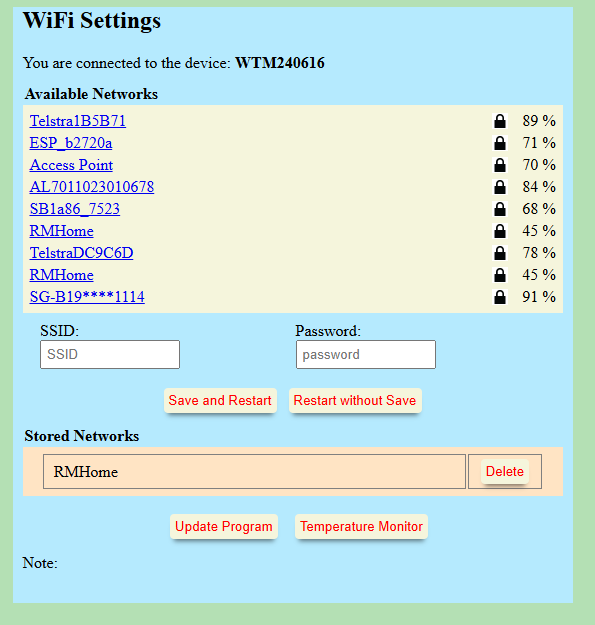 WiFi Settings
You are connected to the device: WTM240616
Available Networks
Telstra1B5B71 89 %
ESP_b2720a 71 %
Access Point 70 %
AL7011023010678 84 %
SB1a86_7523 68 %
RMHome 45 %
TelstraDC9C6D 78 %
RMHome 45 %
SG-B19****1114 91 %
SSID: Password:
SSID password
Save and Restart Restart without Save
Stored Networks
RMHome Delete
Update Program Temperature Monitor
Note: